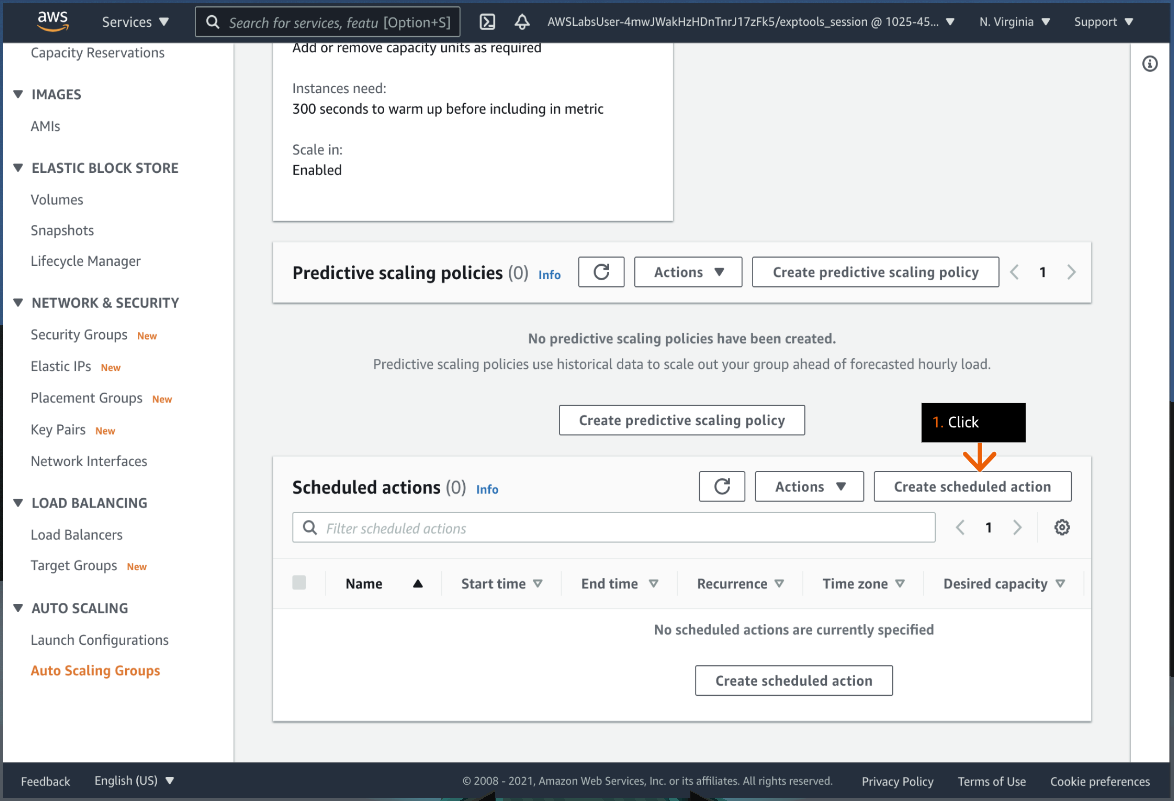 aws
Services ▼
Search for services, featu [Option+S]
AWSLabsUser-4mwJWakHzHDnTnrJ17zFk5/exptools_session @ 1025-45... ▼
N. Virginia ▼
Support ▼
Capacity Reservations
▼ IMAGES
AMIs
▼ ELASTIC BLOCK STORE
Volumes
Snapshots
Lifecycle Manager
▼ NETWORK & SECURITY
Security Groups New
Elastic IPs New
Placement Groups New
Key Pairs New
Network Interfaces
▼ LOAD BALANCING
Load Balancers
Target Groups New
▼ AUTO SCALING
Launch Configurations
Auto Scaling Groups
Add or remove capacity units as required
Instances need:
300 seconds to warm up before including in metric
Scale in:
Enabled
Predictive scaling policies (0) Info
Actions ▼
Create predictive scaling policy
1
No predictive scaling policies have been created.
Predictive scaling policies use historical data to scale out your group ahead of forecasted hourly load.
Create predictive scaling policy
1. Click
Scheduled actions (0) Info
Actions ▼
Create scheduled action
Filter scheduled actions
1
Name ▲ Start time ▽ End time ▽ Recurrence ▽ Time zone ▽ Desired capacity ▽
No scheduled actions are currently specified
Create scheduled action
Feedback
English (US) ▼
© 2008 - 2021, Amazon Web Services, Inc. or its affiliates. All rights reserved.
Privacy Policy
Terms of Use
Cookie preferences